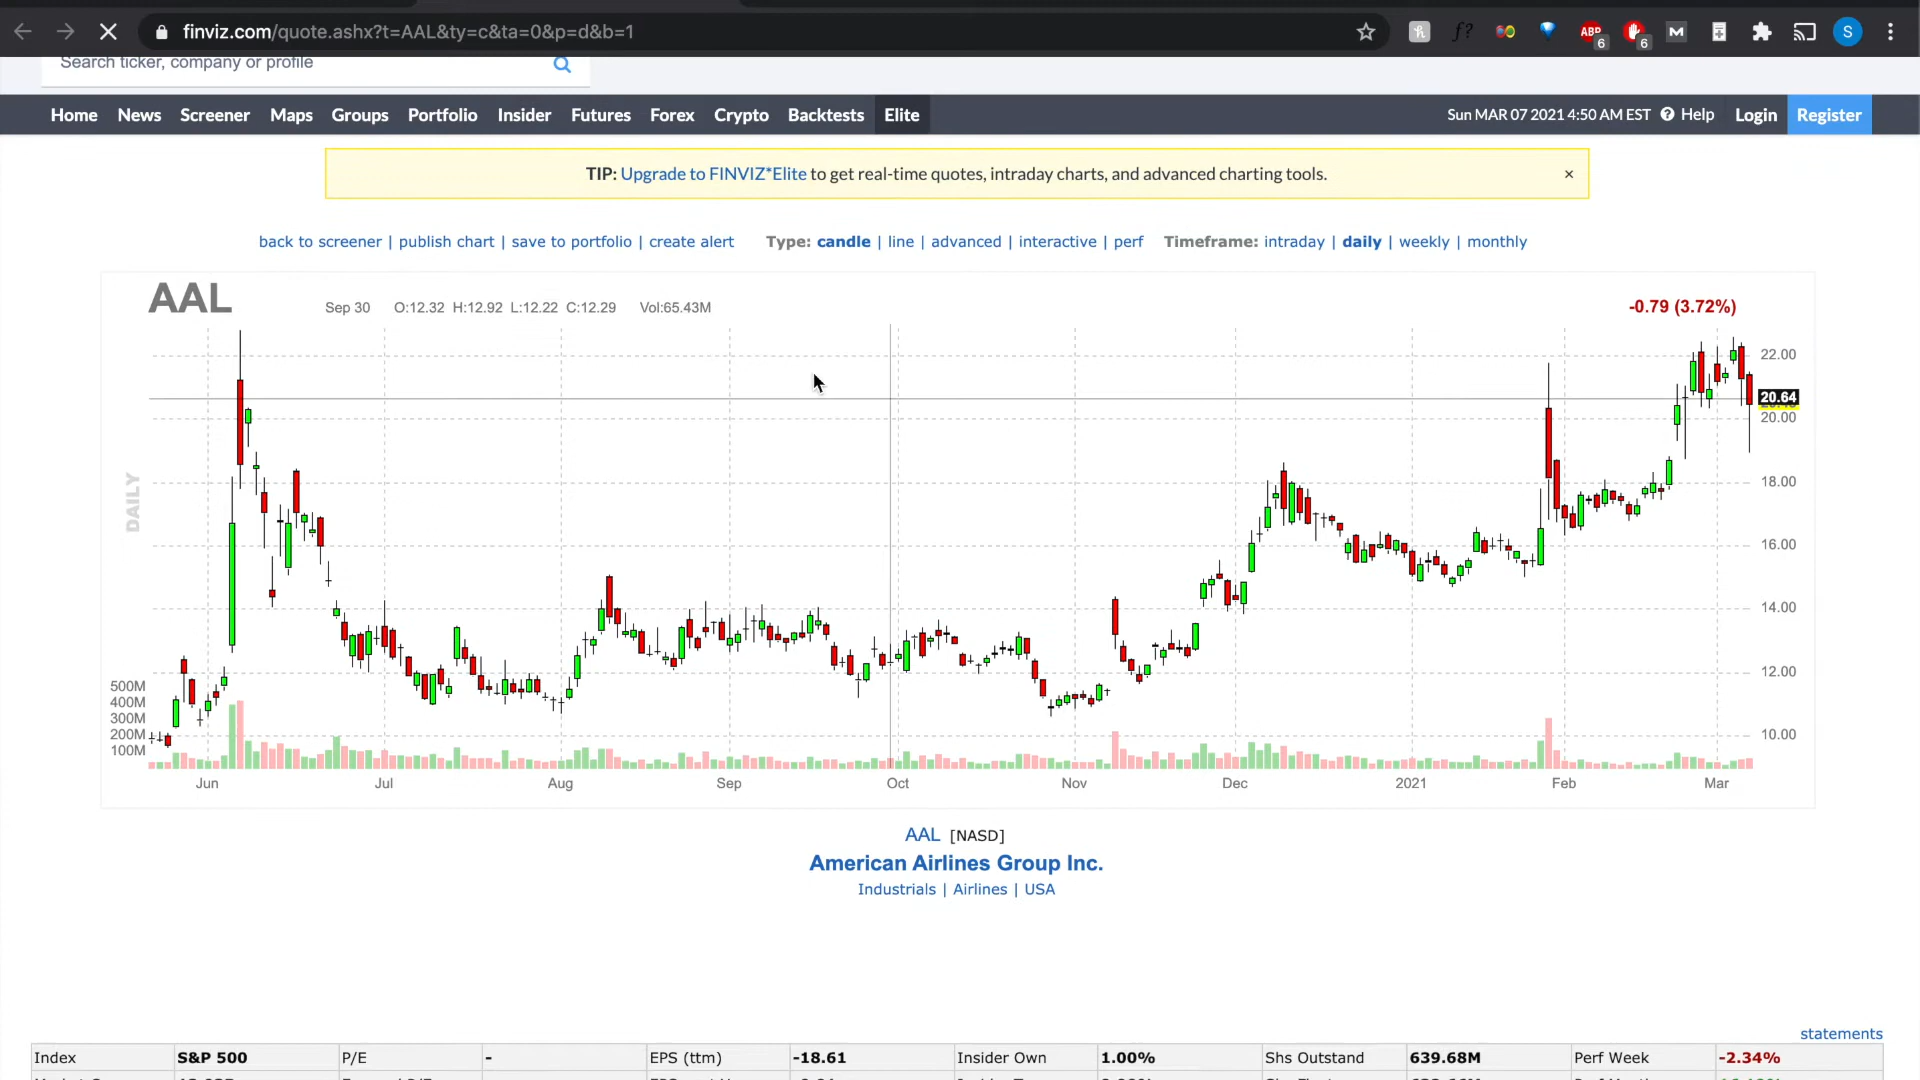 finviz.com/quote.ashx?t=AAL&ty=c&ta=0&p=d&b=1
ABP 6 6 M S
Search ticker, company or profile
Home News Screener Maps Groups Portfolio Insider Futures Forex Crypto Backtests Elite Sun MAR 07 2021 4:50 AM EST ? Help Login Register
TIP: Upgrade to FINVIZ*Elite to get real-time quotes, intraday charts, and advanced charting tools. ×
back to screener | publish chart | save to portfolio | create alert Type: candle | line | advanced | interactive | perf Timeframe: intraday | daily | weekly | monthly
AAL Sep 30 O:12.32 H:12.92 L:12.22 C:12.29 Vol:65.43M -0.79 (3.72%)
22.00
20.64
20.00
DAILY
18.00
16.00
14.00
12.00
500M
400M
300M
200M
10.00
100M
Jun Jul Aug Sep Oct Nov Dec 2021 Feb Mar
AAL [NASD]
American Airlines Group Inc.
Industrials | Airlines | USA
statements
Index S&P 500 P/E - EPS (ttm) -18.61 Insider Own 1.00% Shs Outstand 639.68M Perf Week -2.34%